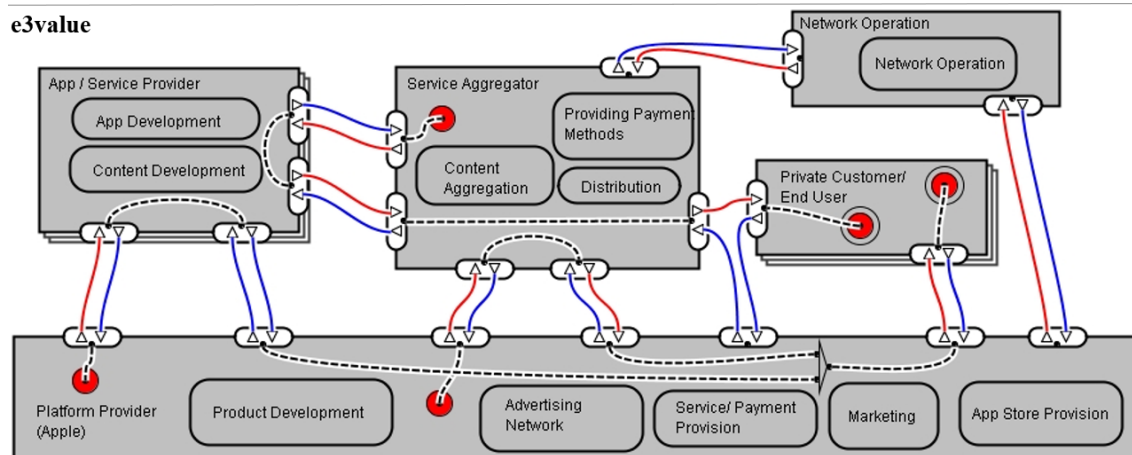 e3value
Network Operation
Network Operation
App / Service Provider
App Development
Content Development
Service Aggregator
Providing Payment
Methods
Content
Aggregation
Distribution
Private Customer/
End User
Platform Provider
(Apple)
Product Development
Advertising
Network
Service/ Payment
Provision
Marketing
App Store Provision